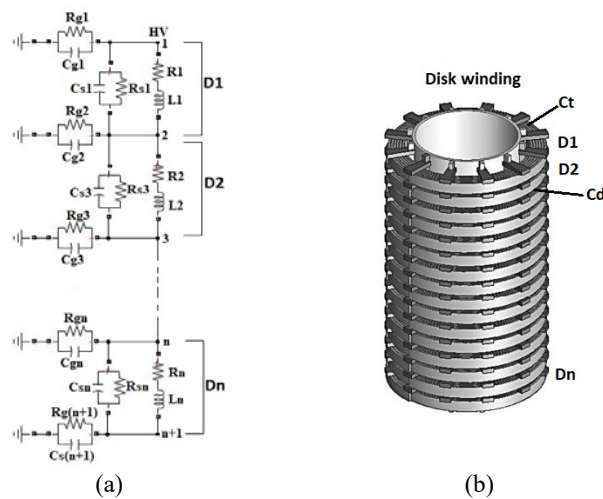 Rg1
HV
1
Cg1
R1
Cs1
Rs1
D1
L1
Rg2
2
Cg2
R2
D2
Cs3
Rs3
L2
Rg3
3
Cg3
Rgn
n
Cgn
Rn
Csn
Rsn
Dn
Ln
Rg(n+1)
n+1
Cs(n+1)
(a)
Disk winding
Ct
D1
D2
Cd
Dn
(b)